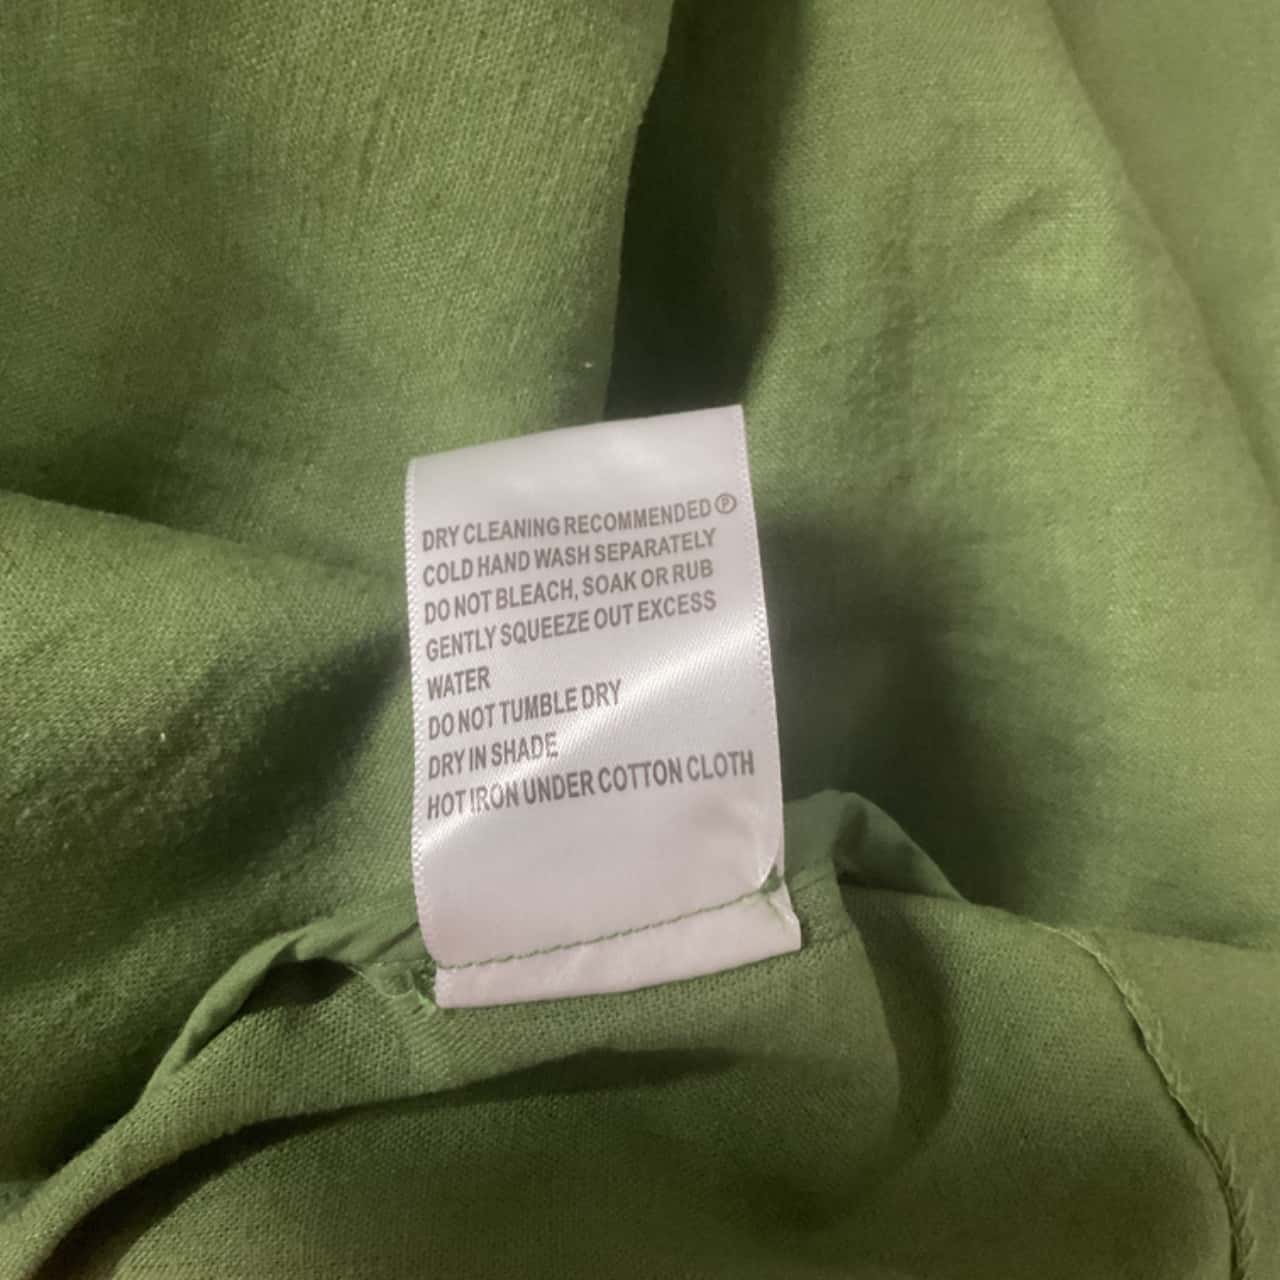 DRY CLEANING RECOMMENDED Ⓟ
COLD HAND WASH SEPARATELY
DO NOT BLEACH, SOAK OR RUB
GENTLY SQUEEZE OUT EXCESS
WATER
DO NOT TUMBLE DRY
DRY IN SHADE
HOT IRON UNDER COTTON CLOTH